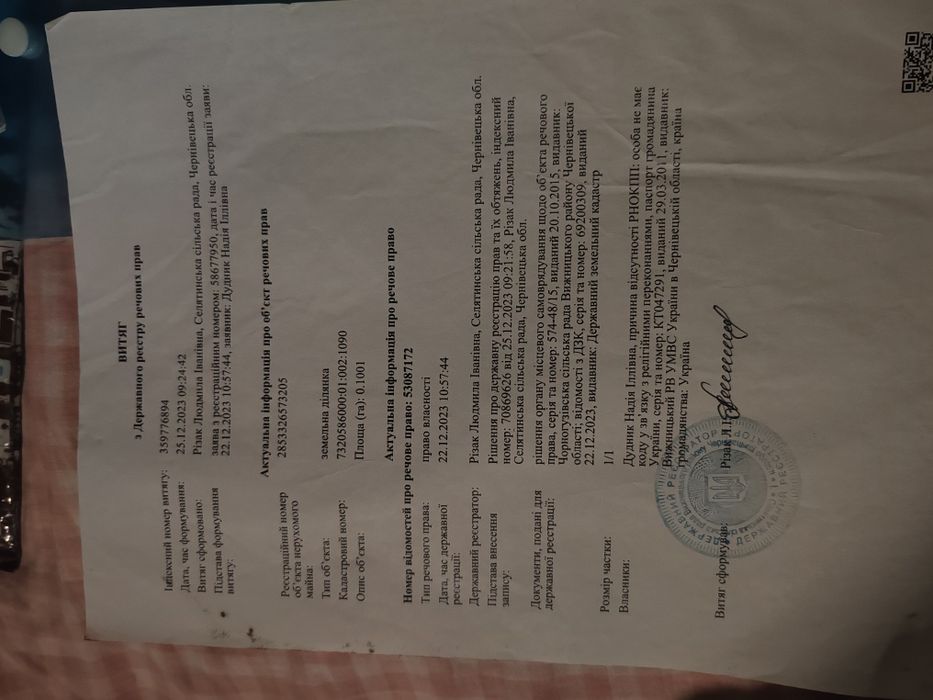 ВИТЯГ
з Державного реєстру речових прав
Індексний номер витягу: 359776894
Дата, час формування: 25.12.2023 09:24:42
Витяг сформовано: Різак Людмила Іванівна, Селятинська сільська рада, Чернівецька обл.
Підстава формування витягу: заява з реєстраційним номером: 58677950, дата і час реєстрації заяви:
22.12.2023 10:57:44, заявник: Дудник Надія Іллівна
Актуальна інформація про об’єкт речових прав
Реєстраційний номер об’єкта нерухомого майна: 2853326573205
Тип об’єкта: земельна ділянка
Кадастровий номер: 7320586000:01:002:1090
Опис об’єкта: Площа (га): 0.1001
Актуальна інформація про речове право
Номер відомостей про речове право: 53087172
Тип речового права: право власності
Дата, час державної реєстрації: 22.12.2023 10:57:44
Державний реєстратор: Різак Людмила Іванівна, Селятинська сільська рада, Чернівецька обл.
Підстава внесення запису: Рішення про державну реєстрацію прав та їх обтяжень, індексний
номер: 70869626 від 25.12.2023 09:21:58, Різак Людмила Іванівна,
Селятинська сільська рада, Чернівецька обл.
Документи, подані для державної реєстрації: рішення органу місцевого самоврядування щодо об`єкта речового
права, серія та номер: 574-48/15, виданий 20.10.2015, видавник:
Чорногузівська сільська рада Вижницького району Чернівецької
області; відомості з ДЗК, серія та номер: 69200309, виданий
22.12.2023, видавник: Державний земельний кадастр
Розмір частки: 1/1
Власники: Дудник Надія Іллівна, причина відсутності РНОКПП: особа не має
коду у зв`язку з релігійними переконаннями, паспорт громадянина
України, серія та номер: КТ047291, виданий 29.03.2011, видавник:
Вижницький РВ УМВС України в Чернівецькій області, країна
громадянства: Україна
Витяг сформував: Різак Л.І.